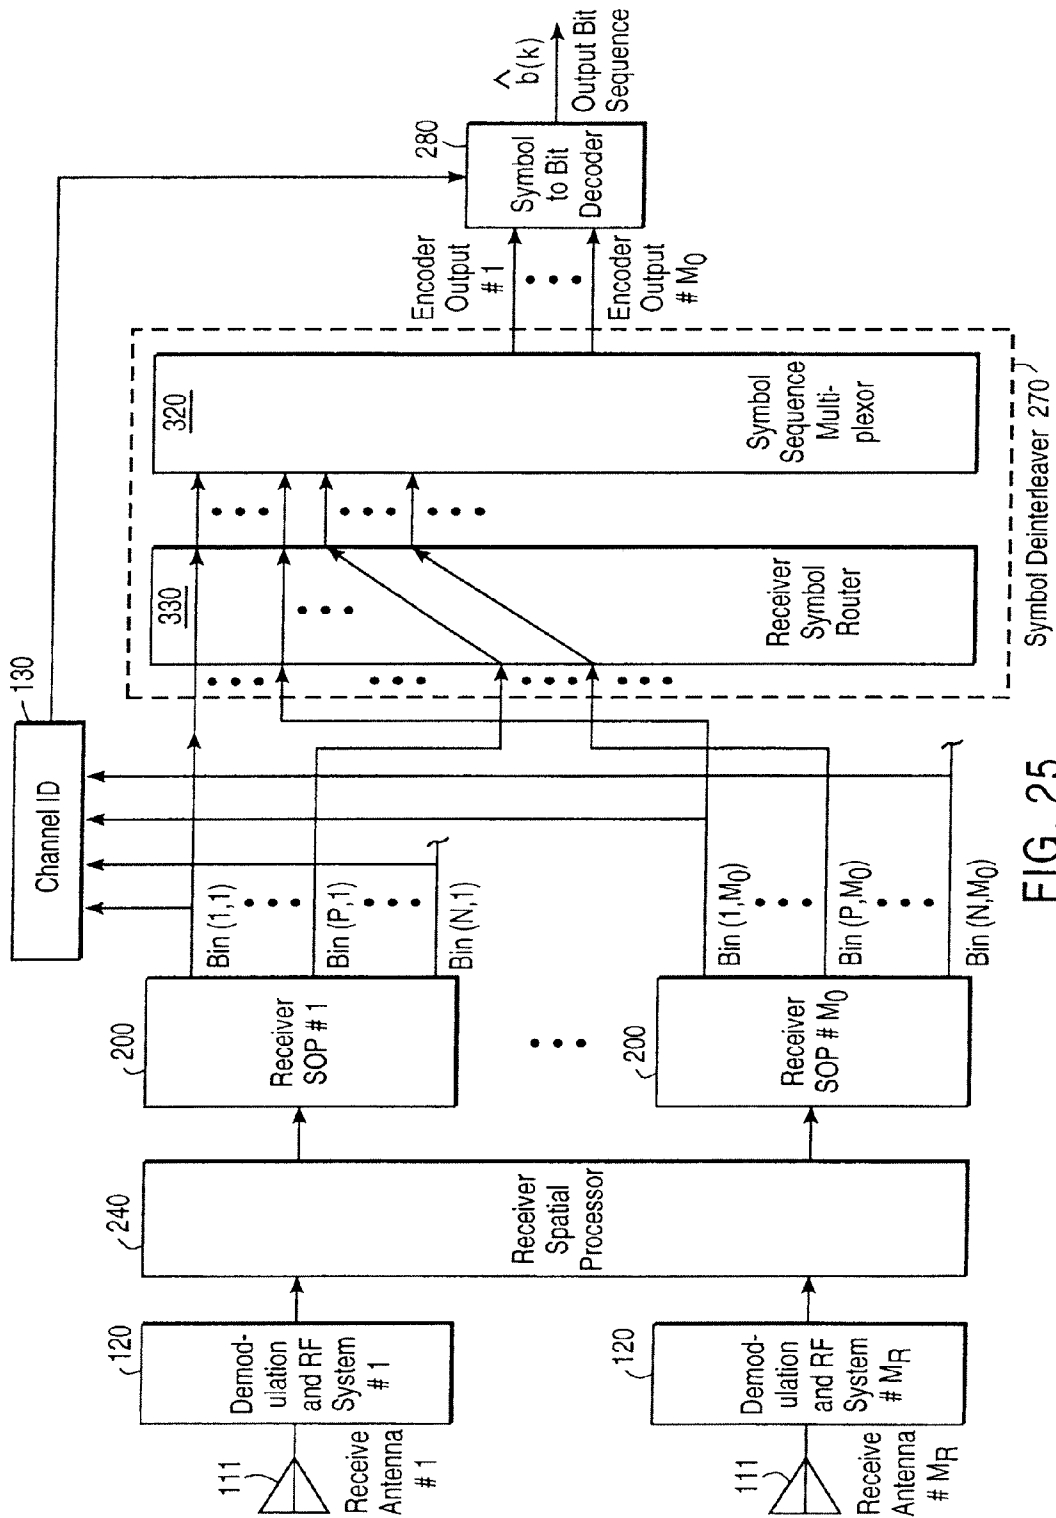 111
Receive
Antenna
# 1
120
Demod-
ulation
and RF
System
# 1
111
Receive
Antenna
# MR
120
Demod-
ulation
and RF
System
# MR
240
Receiver
Spatial
Processor
200
Receiver
SOP # 1
200
Receiver
SOP # M0
Bin (1,1)
Bin (P,1)
Bin (N,1)
Bin (1,M0)
Bin (P,M0)
Bin (N,M0)
130
Channel ID
330
Receiver
Symbol
Router
320
Symbol
Sequence
Multi-
plexor
Symbol Deinterleaver 270
Encoder
Output
# 1
Encoder
Output
# M0
280
Symbol
to Bit
Decoder
^
b(k)
Output Bit
Sequence
FIG. 25